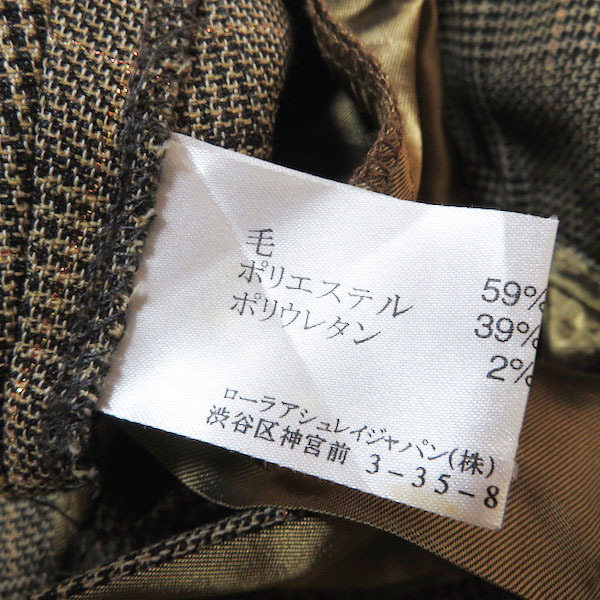 毛 59%
ポリエステル 39%
ポリウレタン 2%
ローラアシュレイジャパン(株)
渋谷区神宮前 3-35-8